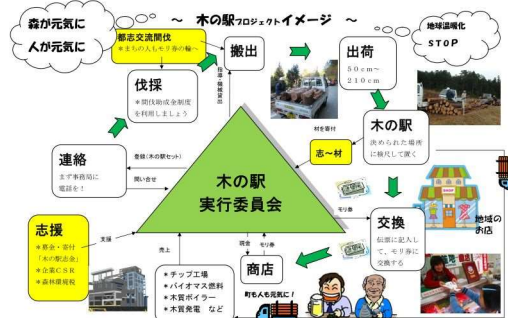 ～ 木の駅プロジェクトイメージ ～
森が元気に
人が元気に
地球温暖化
STOP
都志交流間伐
＊まちの人もモリ券の輪へ
搬出
出荷
50cm～
210cm
伐採
＊間伐助成金制度
を利用しましょう
指導・機械貸出
材を寄付
木の駅
決められた場所
に検尺して置く
志～材
連絡
まず事務局に
電話を！
登録（木の駅セット）
問い合せ
木の駅
実行委員会
モリ券
交換
伝票に記入し
て、モリ券に
交換する
地域の
お店
志援
＊募金・寄付
「木の駅志金」
＊企業CSR
＊森林環境税
支援
売上
現金
モリ券
商店
＊チップ工場
＊バイオマス燃料
＊木質ボイラー
＊木質発電 など
町も人も元気に！